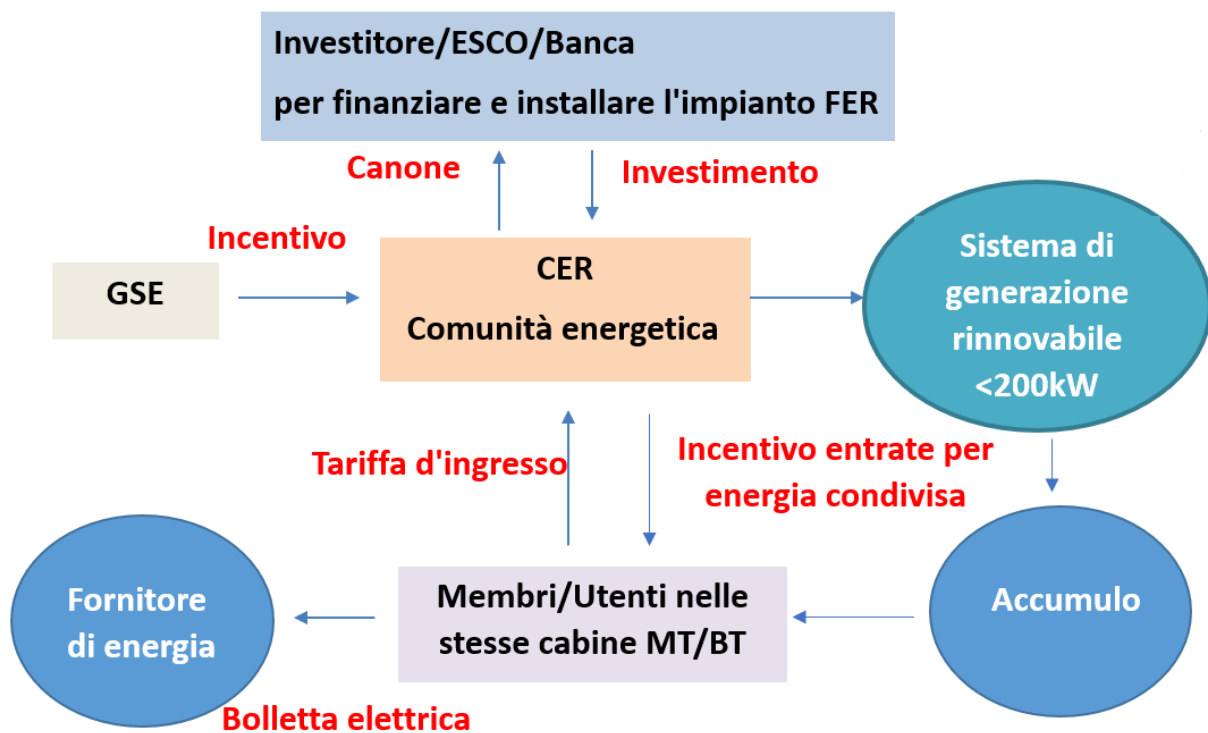 Investitore/ESCO/Banca
per finanziare e installare l'impianto FER
Canone
Investimento
Incentivo
GSE
CER
Comunità energetica
Sistema di
generazione
rinnovabile
<200kW
Tariffa d'ingresso
Incentivo entrate per
energia condivisa
Fornitore
di energia
Membri/Utenti nelle
stesse cabine MT/BT
Accumulo
Bolletta elettrica